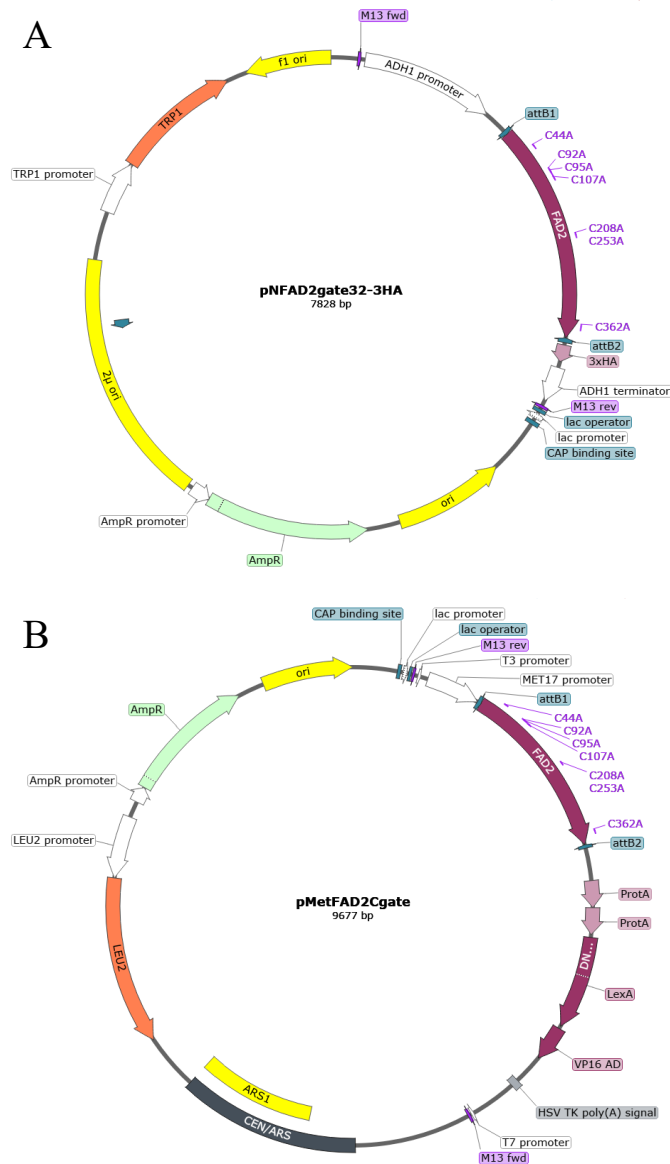 A
M13 fwd
f1 ori
ADH1 promoter
attB1
C44A
TRP1
C92A
C95A
C107A
TRP1 promoter
FAD2
C208A
C253A
pNFAD2gate32-3HA
7828 bp
C362A
attB2
3xHA
2μ ori
ADH1 terminator
M13 rev
lac operator
lac promoter
CAP binding site
ori
AmpR promoter
AmpR
B
CAP binding site
lac promoter
lac operator
M13 rev
T3 promoter
ori
MET17 promoter
attB1
AmpR
C44A
C92A
C95A
C107A
FAD2
AmpR promoter
C208A
C253A
C362A
LEU2 promoter
attB2
pMetFAD2Cgate
9677 bp
ProtA
ProtA
LEU2
DN...
LexA
VP16 AD
ARS1
HSV TK poly(A) signal
CEN/ARS
T7 promoter
M13 fwd